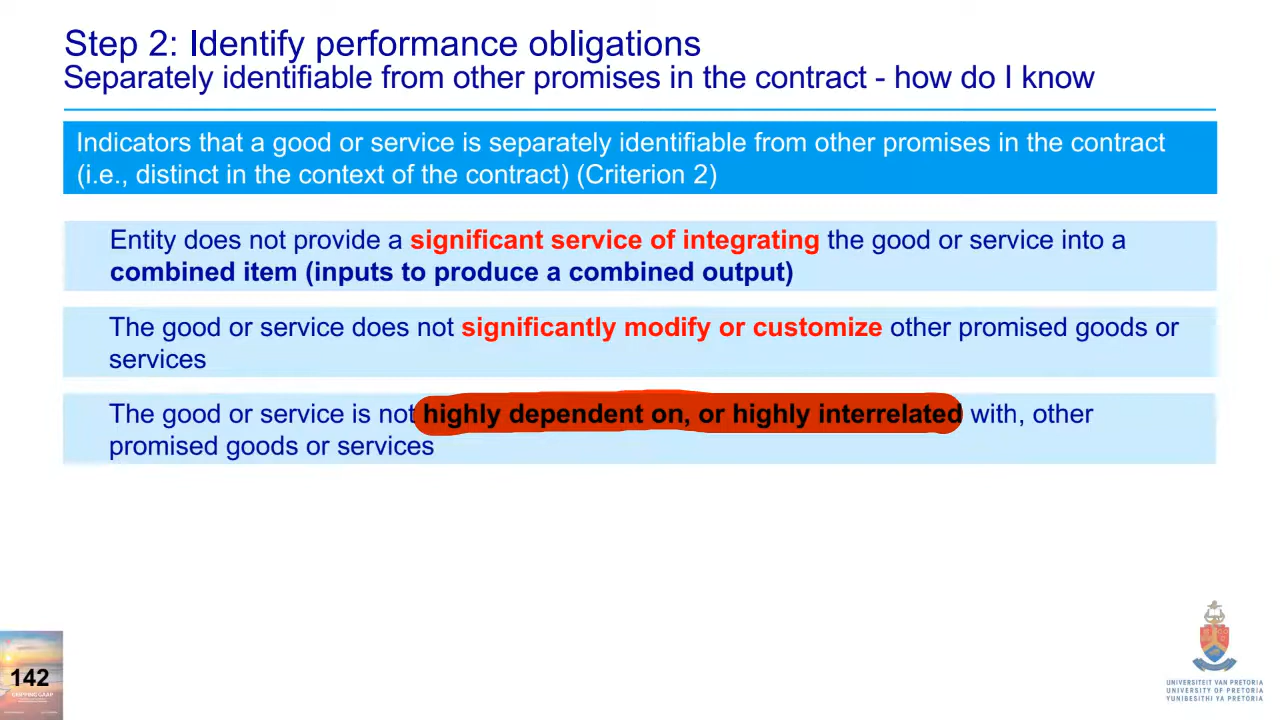 Step 2: Identify performance obligations
Separately identifiable from other promises in the contract - how do I know
Indicators that a good or service is separately identifiable from other promises in the contract
(i.e., distinct in the context of the contract) (Criterion 2)
Entity does not provide a significant service of integrating the good or service into a
combined item (inputs to produce a combined output)
The good or service does not significantly modify or customize other promised goods or
services
The good or service is not highly dependent on, or highly interrelated with, other
promised goods or services
142
UNIVERSITEIT VAN PRETORIA
UNIVERSITY OF PRETORIA
YUNIBESITHI YA PRETORIA